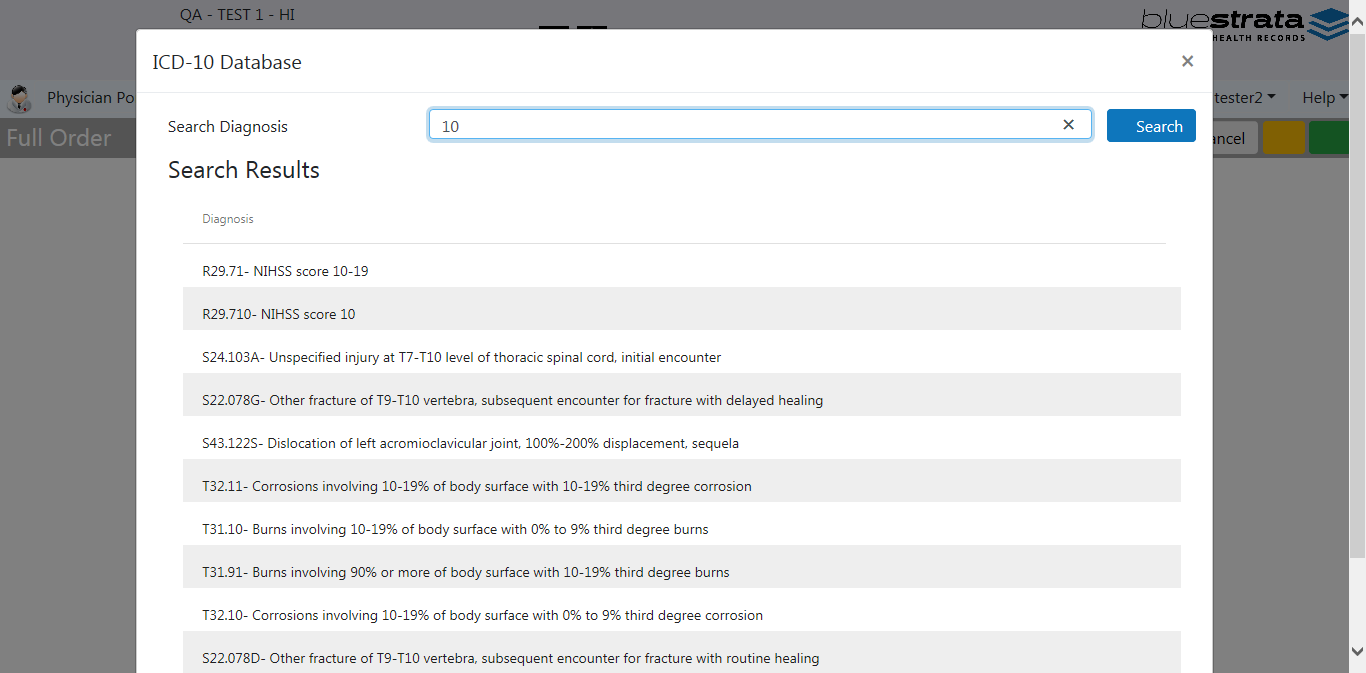 QA - TEST 1 - HI
bluestrata
HEALTH RECORDS
ICD-10 Database
×
Physician Po
tester2
Help
Full Order
ancel
Search Diagnosis
10
Search
Search Results
Diagnosis
R29.71- NIHSS score 10-19
R29.710- NIHSS score 10
S24.103A- Unspecified injury at T7-T10 level of thoracic spinal cord, initial encounter
S22.078G- Other fracture of T9-T10 vertebra, subsequent encounter for fracture with delayed healing
S43.122S- Dislocation of left acromioclavicular joint, 100%-200% displacement, sequela
T32.11- Corrosions involving 10-19% of body surface with 10-19% third degree corrosion
T31.10- Burns involving 10-19% of body surface with 0% to 9% third degree burns
T31.91- Burns involving 90% or more of body surface with 10-19% third degree burns
T32.10- Corrosions involving 10-19% of body surface with 0% to 9% third degree corrosion
S22.078D- Other fracture of T9-T10 vertebra, subsequent encounter for fracture with routine healing